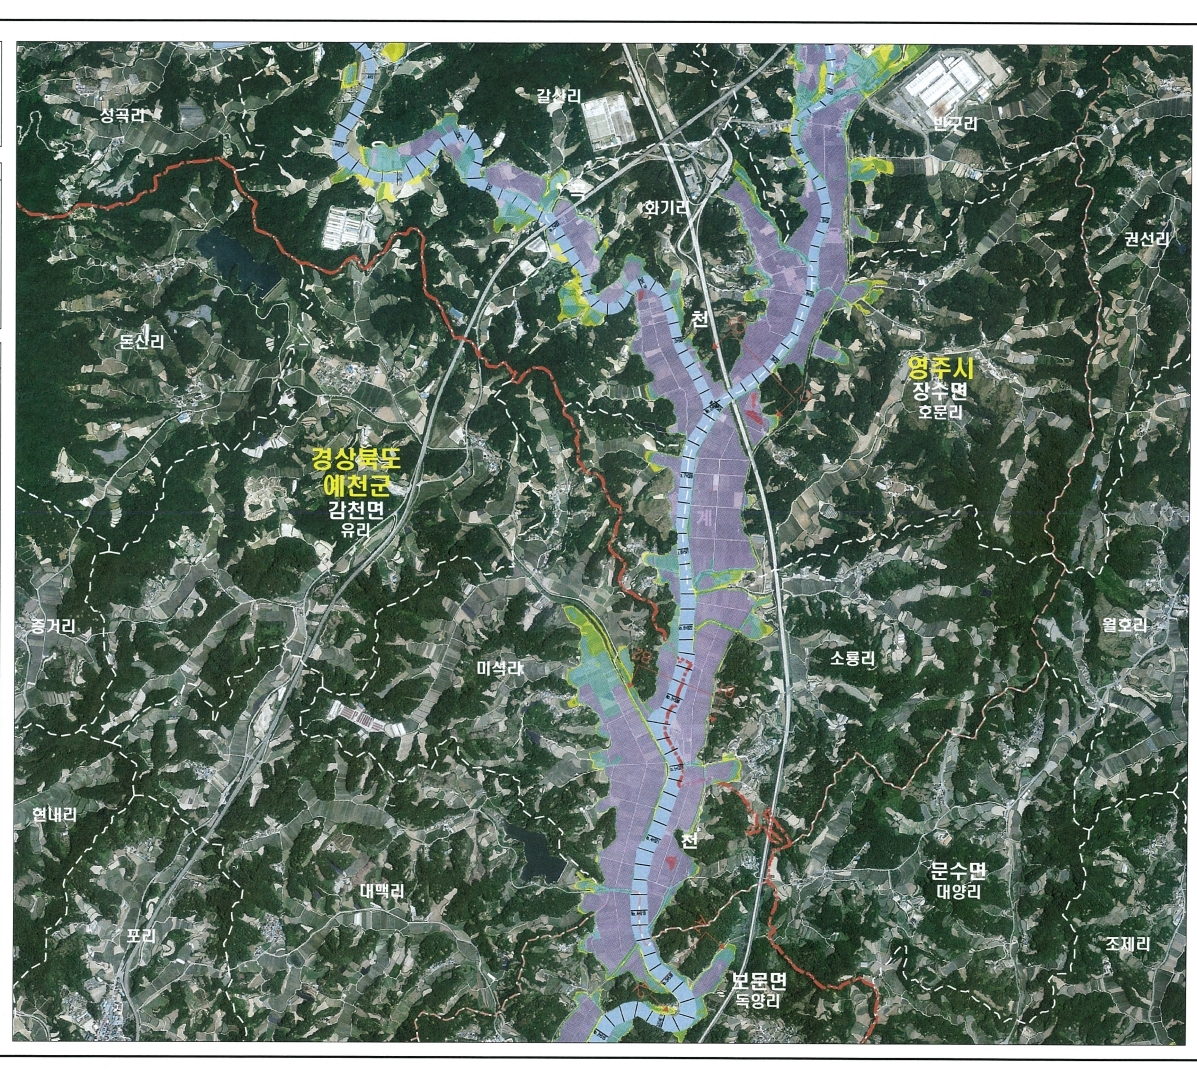 갈산리
성곡리
반구리
화기리
권선리
천
돈산리
영주시
장수면
호문리
경상북도
예천군
감천면
유리
계
증거리
월호리
미석리
소룡리
현내리
천
문수면
대양리
대맥리
포리
조제리
보문면
독양리